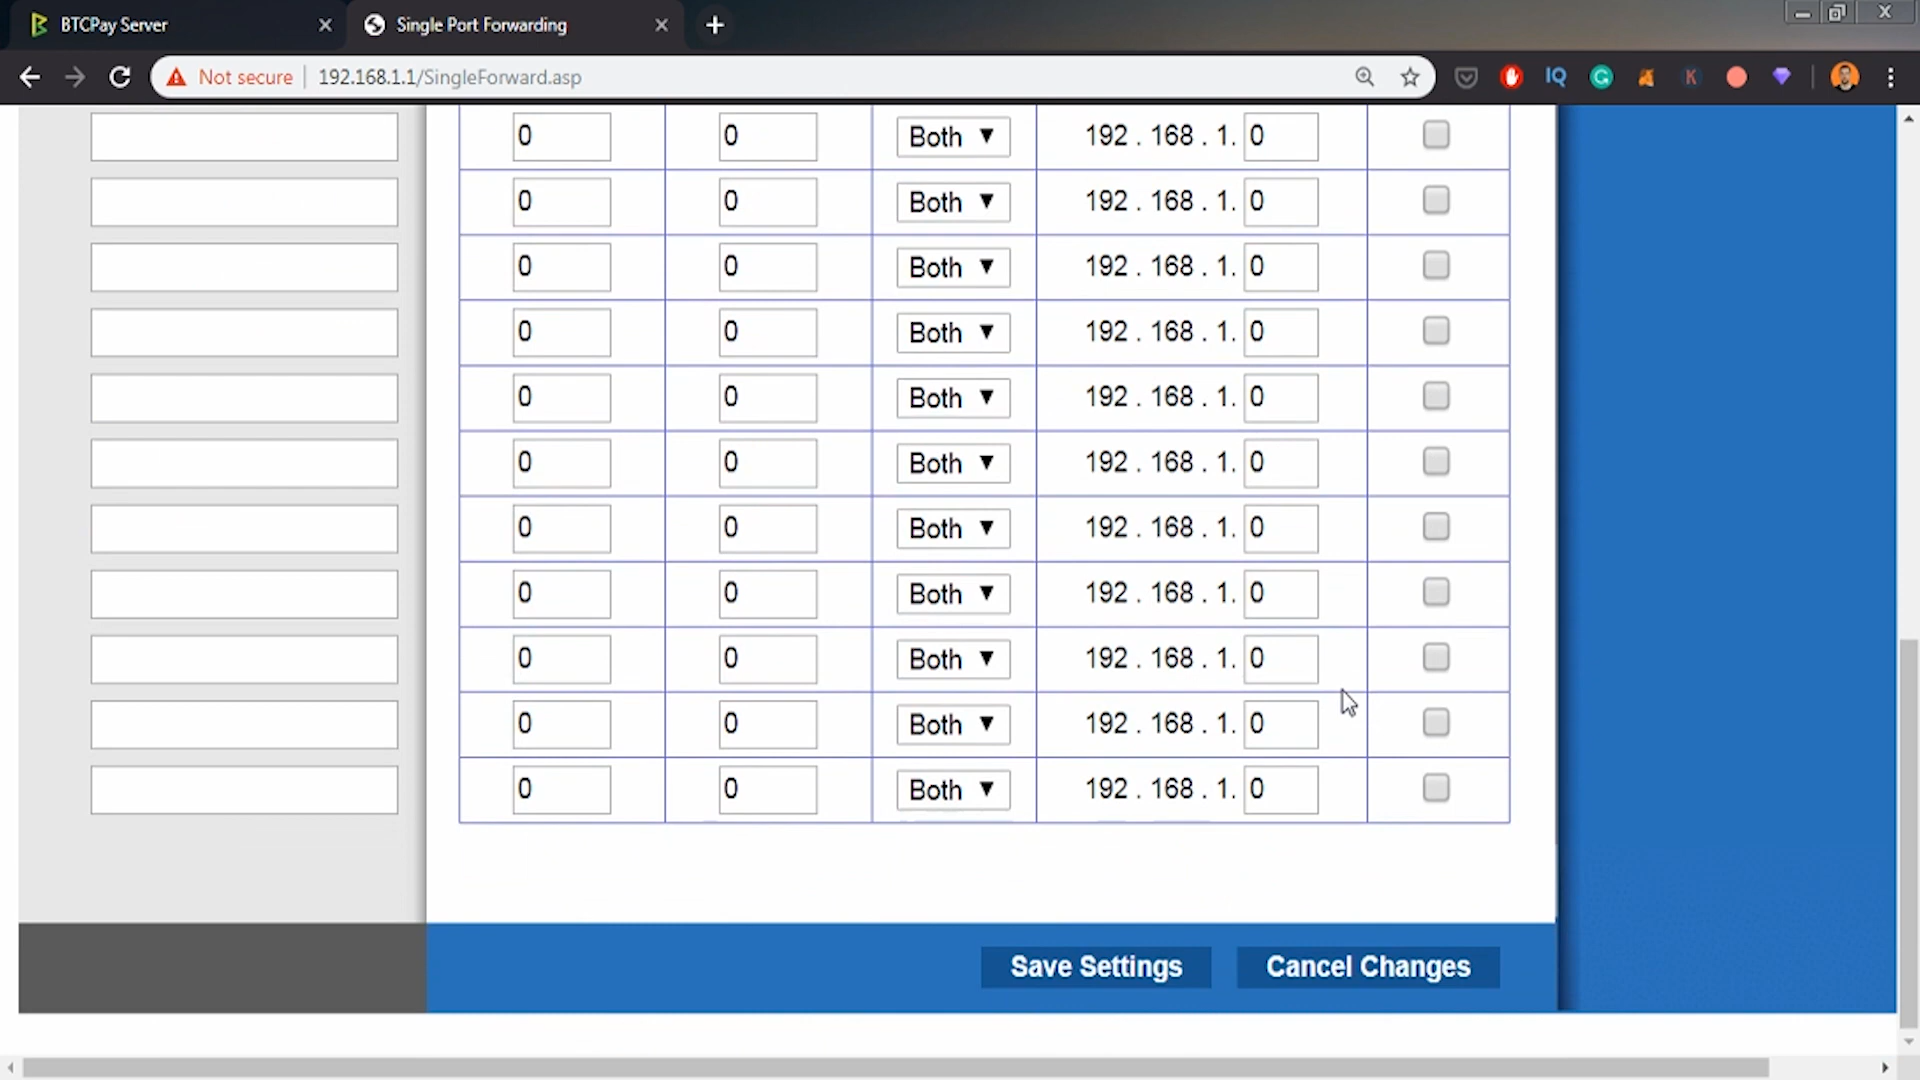 BTCPay Server
Single Port Forwarding
Not secure 192.168.1.1/SingleForward.asp
IQ
G
K
0 0 Both 192 . 168 . 1. 0
0 0 Both 192 . 168 . 1. 0
0 0 Both 192 . 168 . 1. 0
0 0 Both 192 . 168 . 1. 0
0 0 Both 192 . 168 . 1. 0
0 0 Both 192 . 168 . 1. 0
0 0 Both 192 . 168 . 1. 0
0 0 Both 192 . 168 . 1. 0
0 0 Both 192 . 168 . 1. 0
0 0 Both 192 . 168 . 1. 0
0 0 Both 192 . 168 . 1. 0
Save Settings Cancel Changes